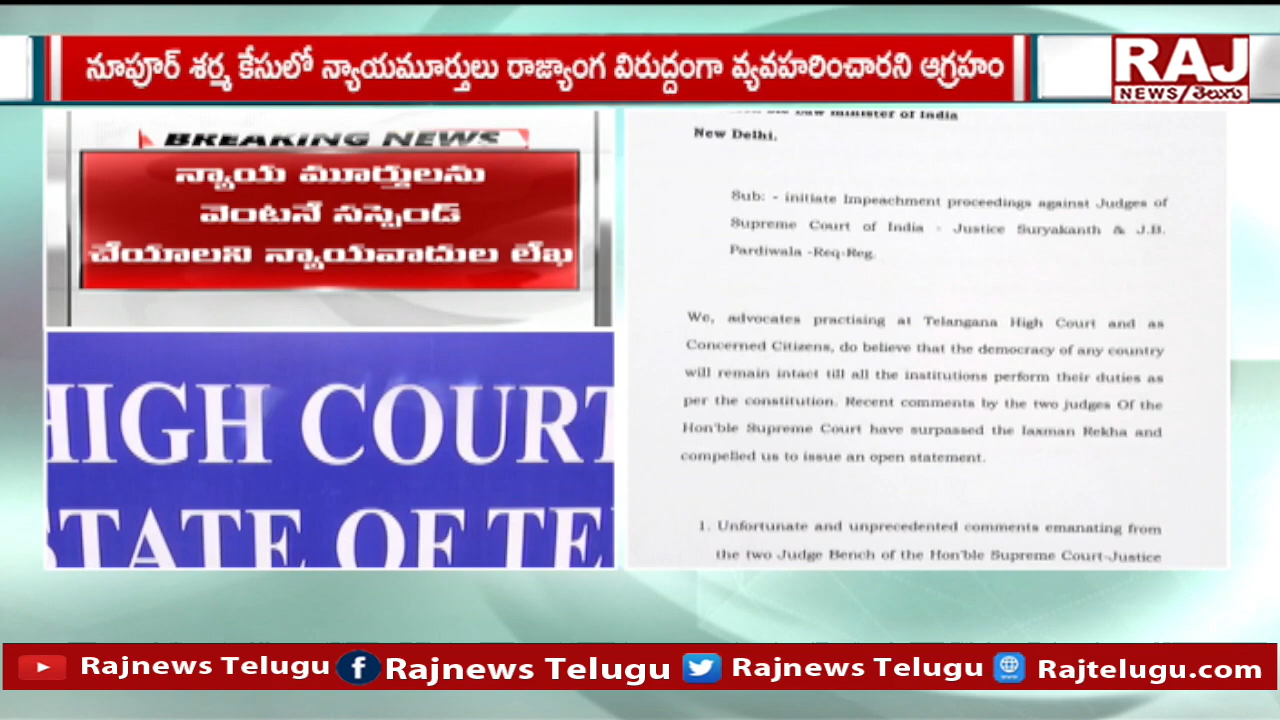 నూపూర్ శర్మ కేసులో న్యాయమూర్తులు రాజ్యాంగ విరుద్దంగా వ్యవహరించారని ఆగ్రహం
RAJ
NEWS తెలుగు
BREAKING NEWS
న్యాయ మూర్తులను
వెంటనే సస్పెండ్
చేయాలని న్యాయవాదుల లేఖ
HIGH COURT
STATE OF TE
Law Minister of India
New Delhi.
Sub: - initiate Impeachment proceedings against Judges of
Supreme Court of India - Justice Suryakanth & J.B.
Pardiwala -Req-Reg.
We, advocates practising at Telangana High Court and as
Concerned Citizens, do believe that the democracy of any country
will remain intact till all the institutions perform their duties as
per the constitution. Recent comments by the two judges Of the
Hon'ble Supreme Court have surpassed the laxman Rekha and
compelled us to issue an open statement.
1. Unfortunate and unprecedented comments emanating from
the two Judge Bench of the Hon'ble Supreme Court-Justice
Rajnews Telugu
Rajnews Telugu
Rajnews Telugu
Rajtelugu.com